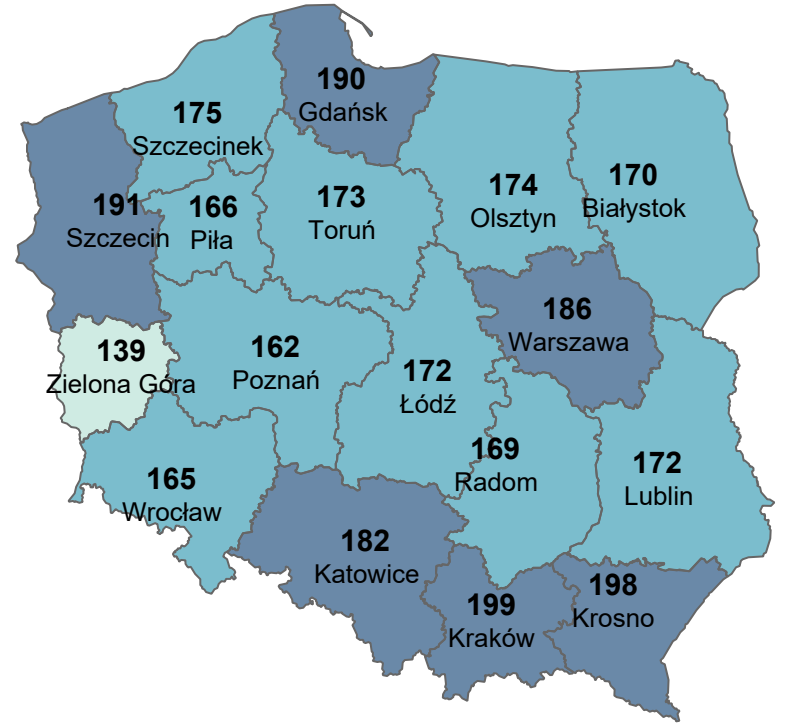 190
Gdańsk
175
Szczecinek
191
Szczecin
166
Piła
173
Toruń
174
Olsztyn
170
Białystok
186
Warszawa
139
Zielona Góra
162
Poznań
172
Łódź
169
Radom
172
Lublin
165
Wrocław
182
Katowice
199
Kraków
198
Krosno